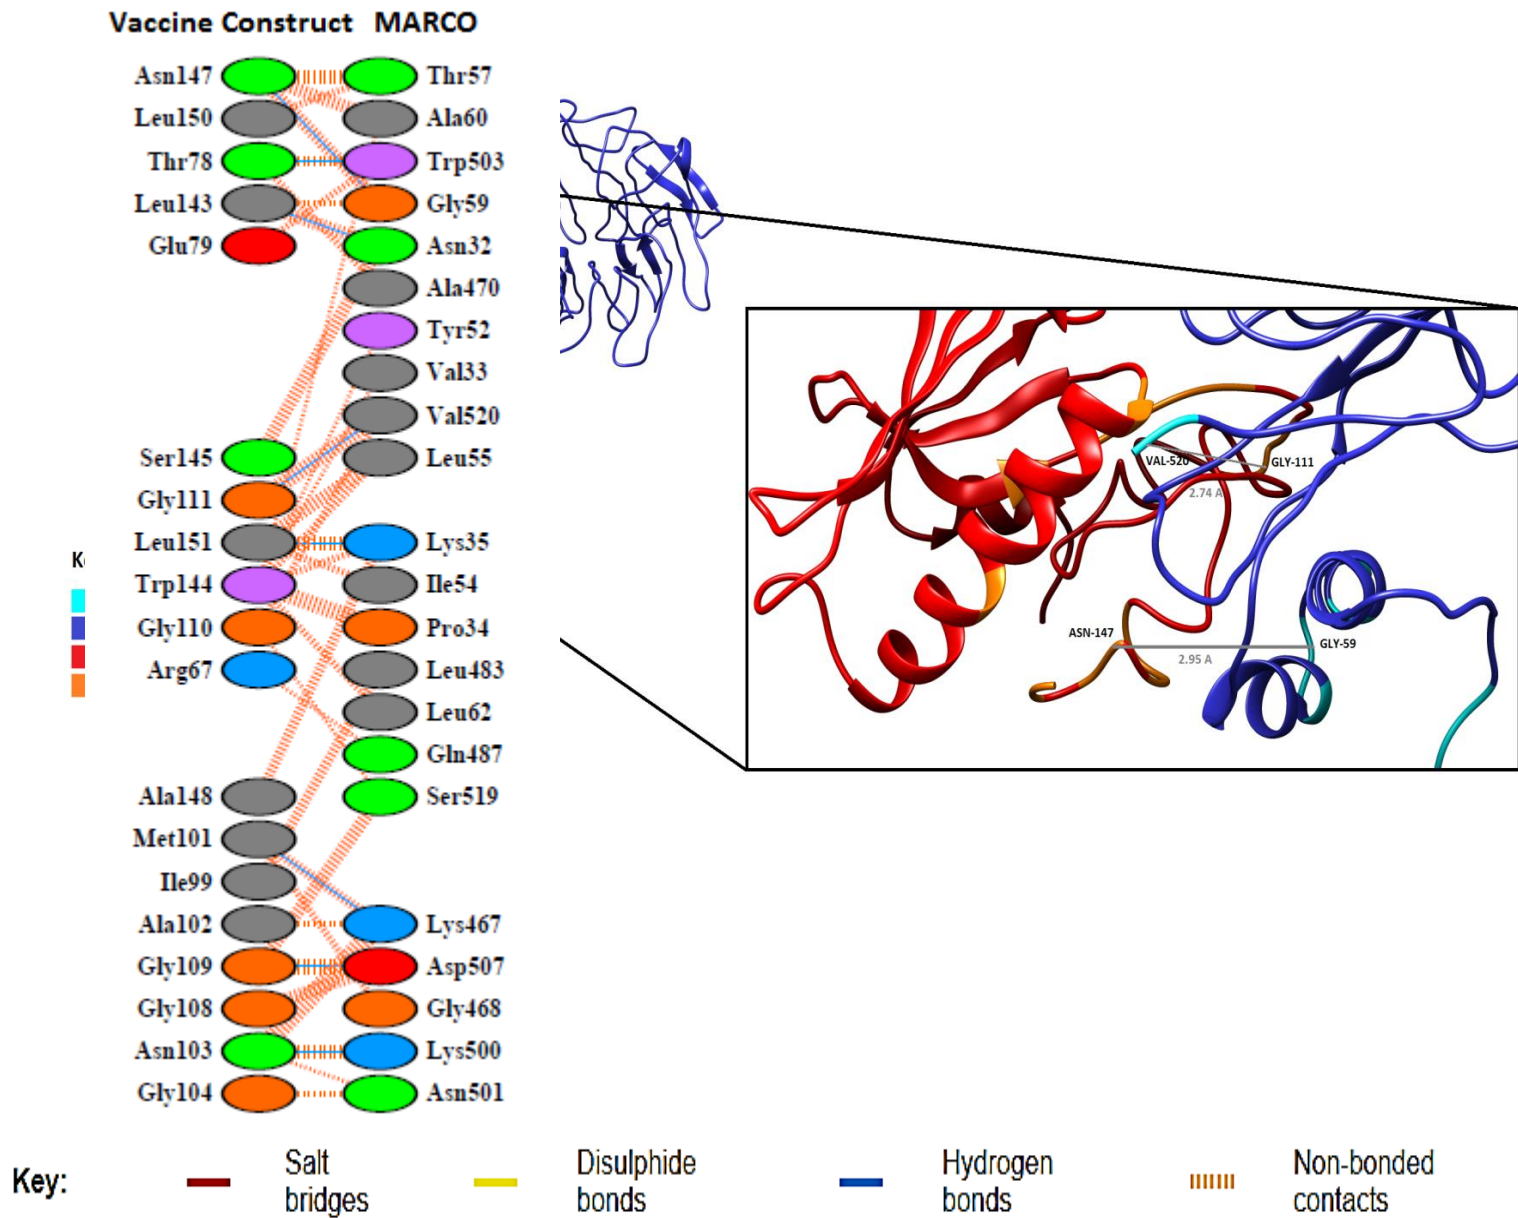 Vaccine Construct MARCO
Asn147 Thr57
Leu150 Ala60
Thr78 Trp503
Leu143 Gly59
Glu79 Asn32
Ala470
Tyr52
Val33
Val520
Ser145 Leu55
Gly111
Leu151 Lys35
Trp144 Ile54
Gly110 Pro34
Arg67 Leu483
Leu62
Gln487
Ala148 Ser519
Met101
Ile99
Ala102 Lys467
Gly109 Asp507
Gly108 Gly468
Asn103 Lys500
Gly104 Asn501
VAL-520 GLY-111
2.74 A
ASN-147 GLY-59
2.95 A
Key:
Salt
bridges
Disulphide
bonds
Hydrogen
bonds
Non-bonded
contacts